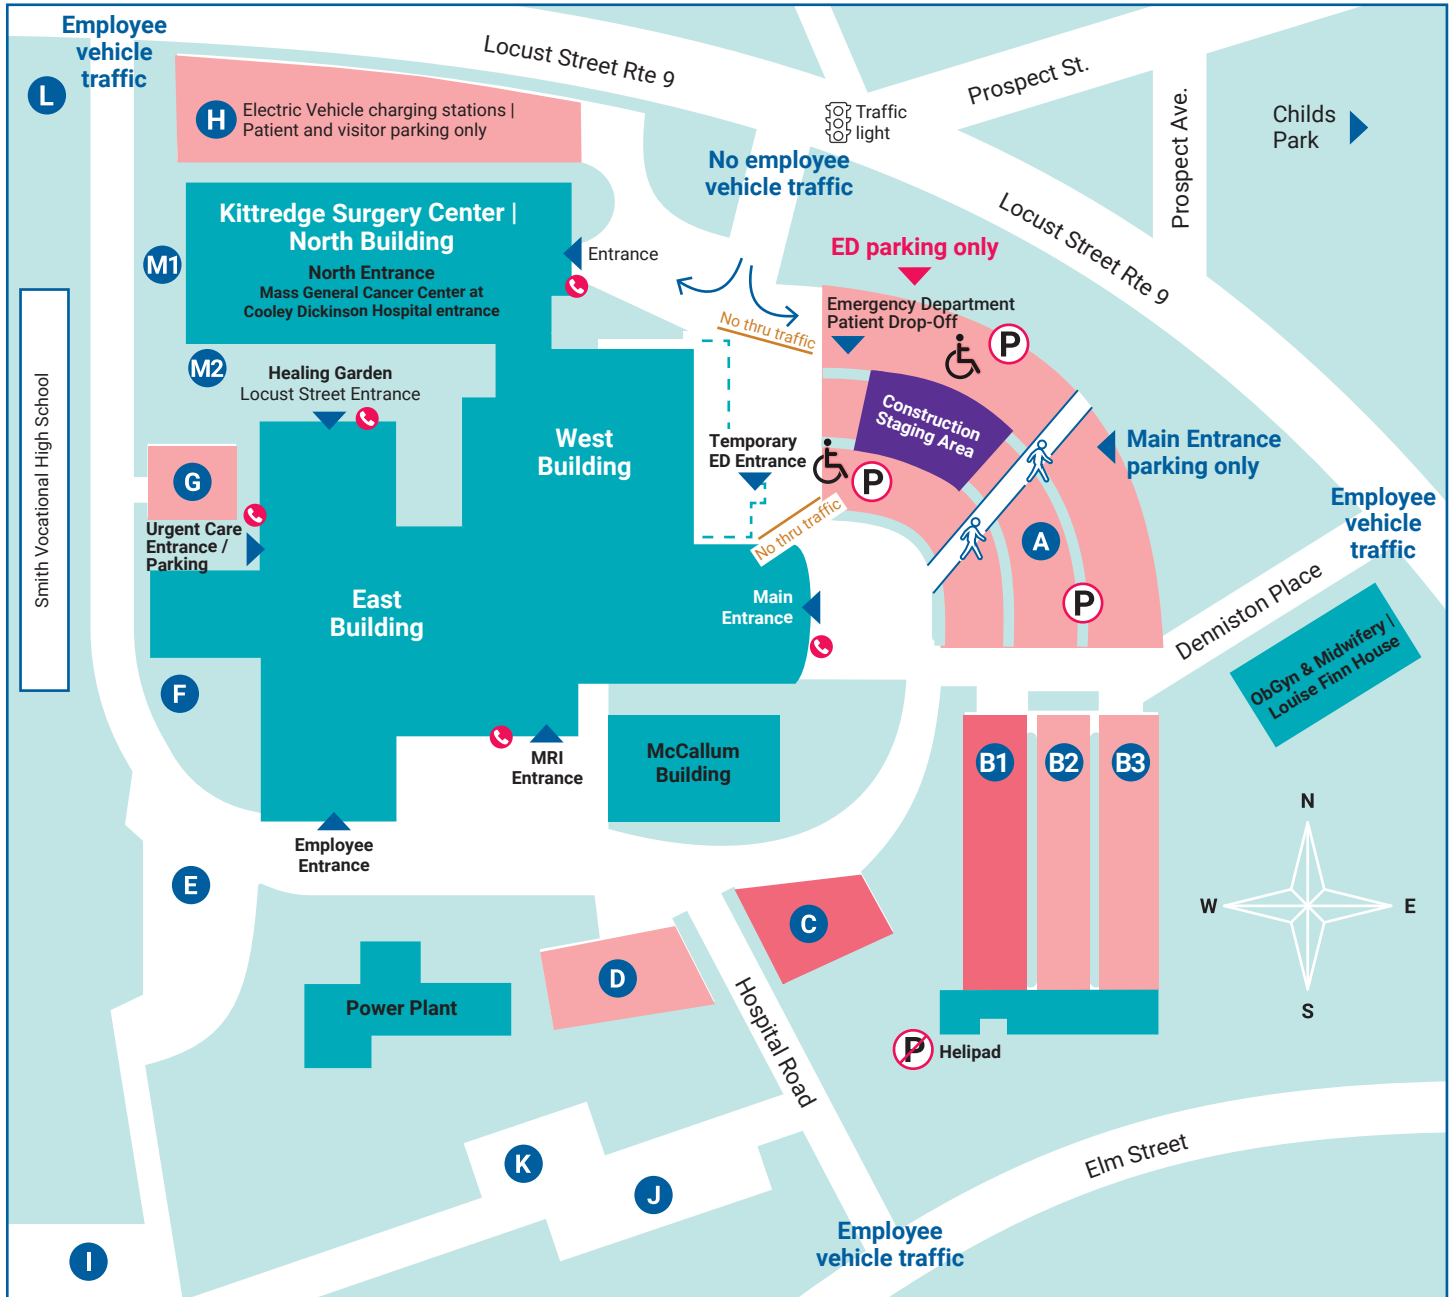 Employee
vehicle
traffic
L
H
Electric Vehicle charging stations |
Patient and visitor parking only
Locust Street Rte 9
Prospect St.
Traffic
light
Prospect Ave.
Childs
Park
No employee
vehicle traffic
Locust Street Rte 9
Kittredge Surgery Center |
North Building
North Entrance
Mass General Cancer Center at
Cooley Dickinson Hospital entrance
Entrance
M1
M2
ED parking only
Emergency Department
Patient Drop-Off
P
No thru traffic
Healing Garden
Locust Street Entrance
Smith Vocational High School
West
Building
Construction
Staging Area
Temporary
ED Entrance
P
Main Entrance
parking only
G
Urgent Care
Entrance /
Parking
No thru traffic
A
Employee
vehicle
traffic
East
Building
Main
Entrance
P
Denniston Place
ObGyn & Midwifery |
Louise Finn House
F
MRI
Entrance
McCallum
Building
B1
B2
B3
Employee
Entrance
E
N
W
E
S
C
D
Power Plant
Hospital Road
P
Helipad
K
J
Elm Street
I
Employee
vehicle traffic